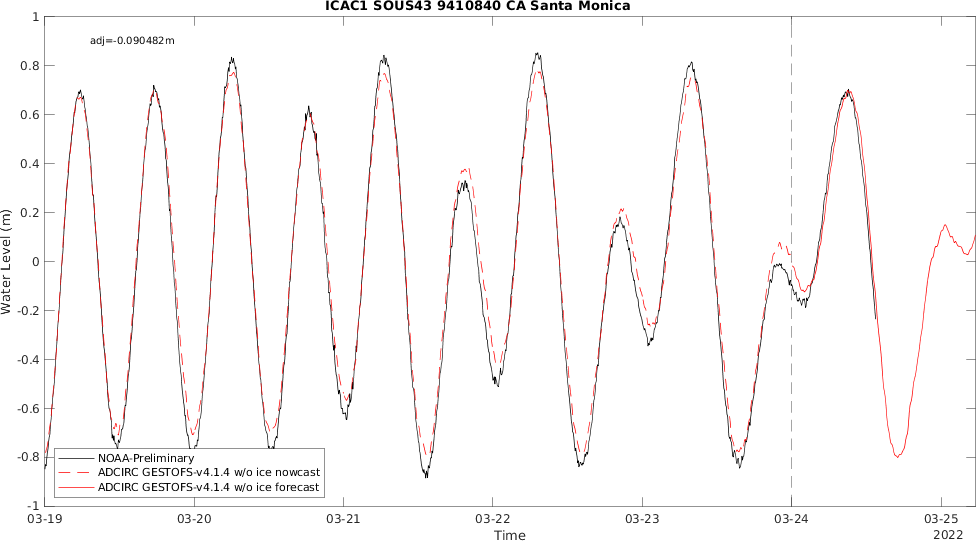 ICAC1 SOUS43 9410840 CA Santa Monica
adj=-0.090482m
1
0.8
0.6
0.4
0.2
0
-0.2
-0.4
-0.6
-0.8
-1
Water Level (m)
NOAA-Preliminary
ADCIRC GESTOFS-v4.1.4 w/o ice nowcast
ADCIRC GESTOFS-v4.1.4 w/o ice forecast
03-19 03-20 03-21 03-22 03-23 03-24 03-25
2022
Time